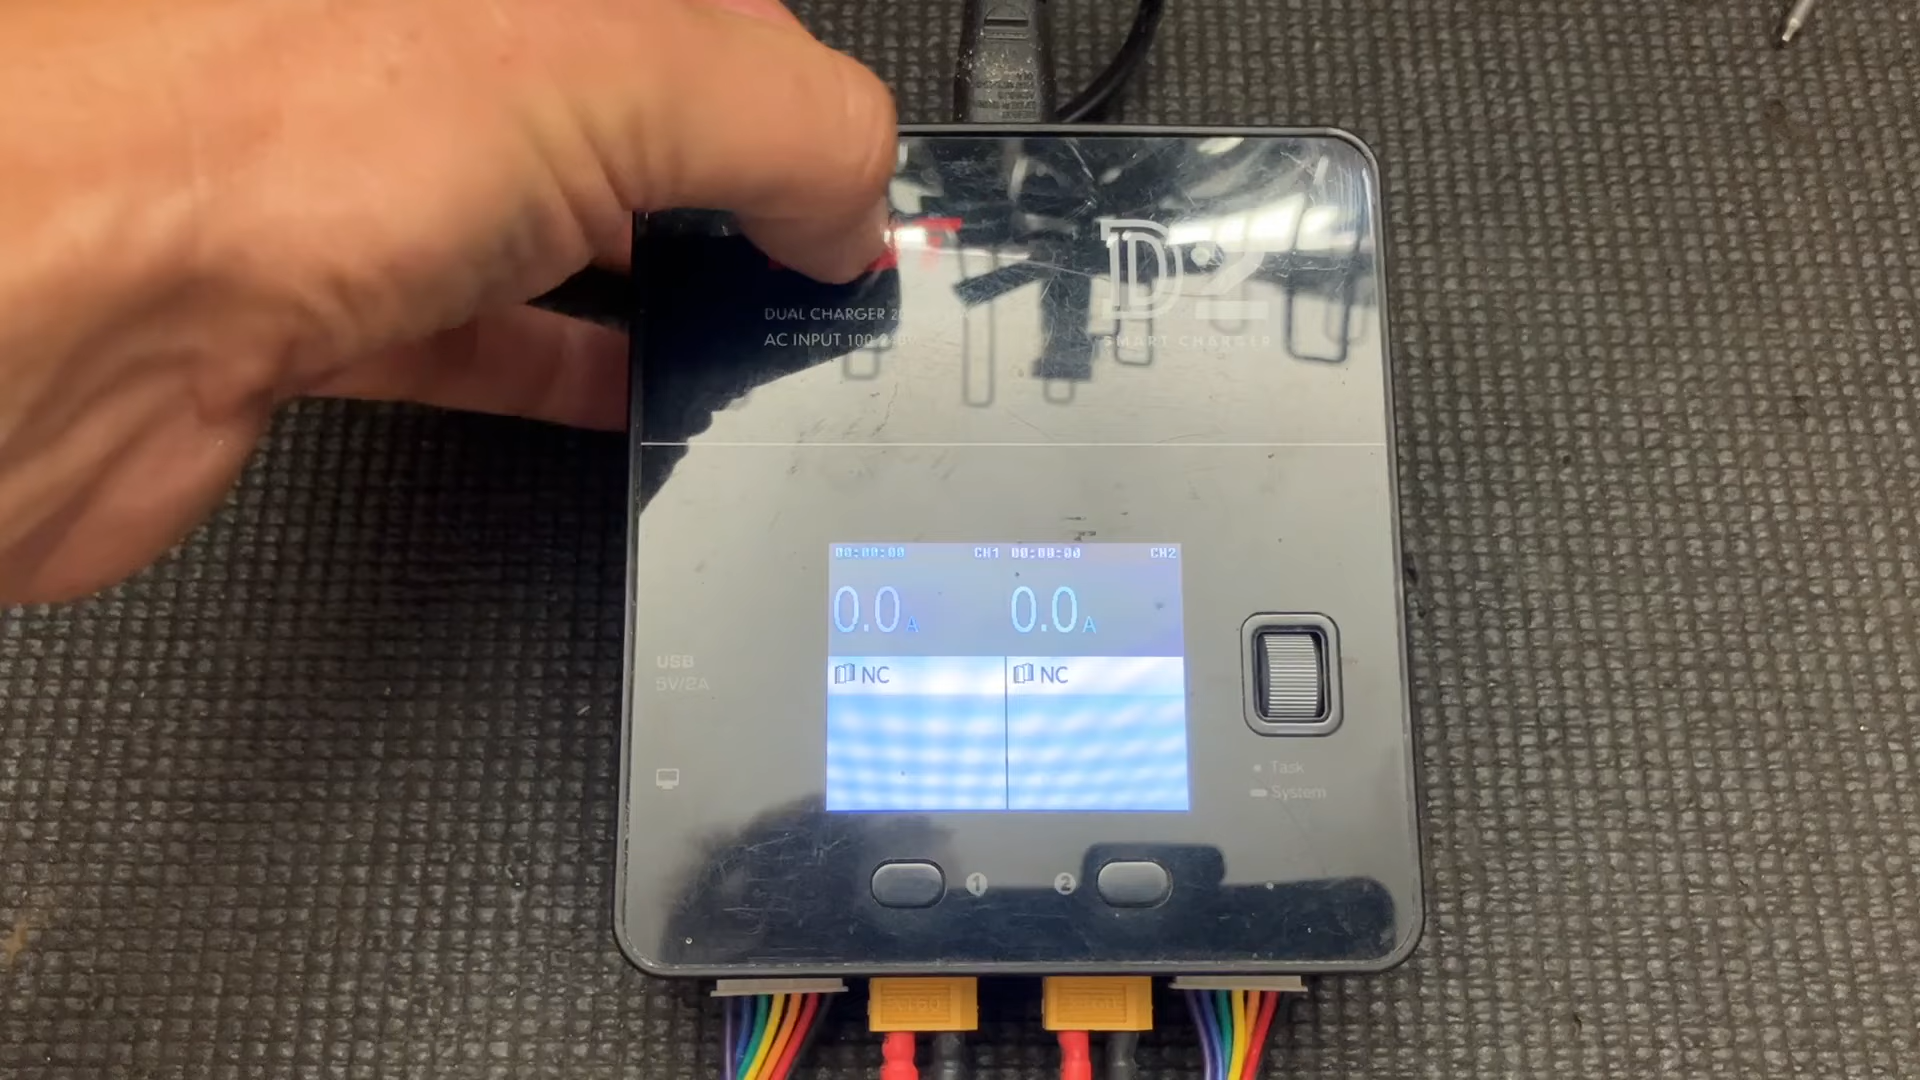 D2
DUAL CHARGER
AC INPUT 100
SMART CHARGER
00:00:00 CH1 00:00:00 CH2
0.0A 0.0A
NC NC
USB
5V/2A
Task
System
1 2